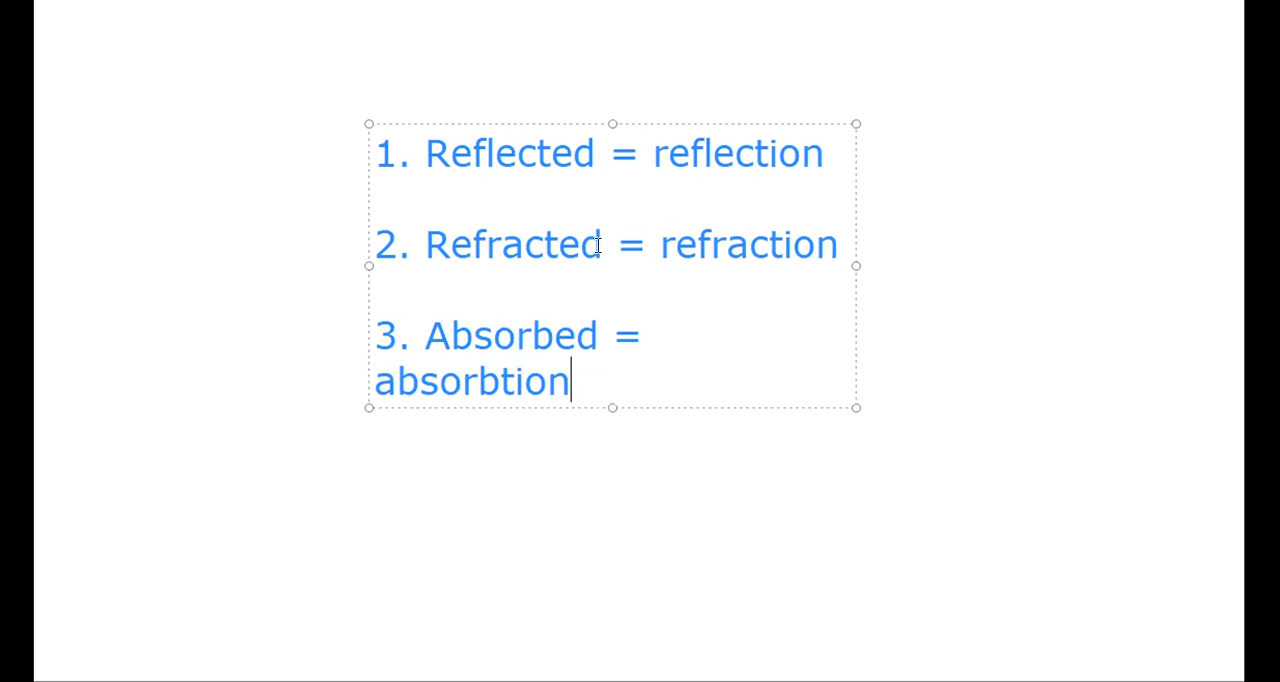 1. Reflected = reflection
2. Refracted = refraction
3. Absorbed =
absorbtion